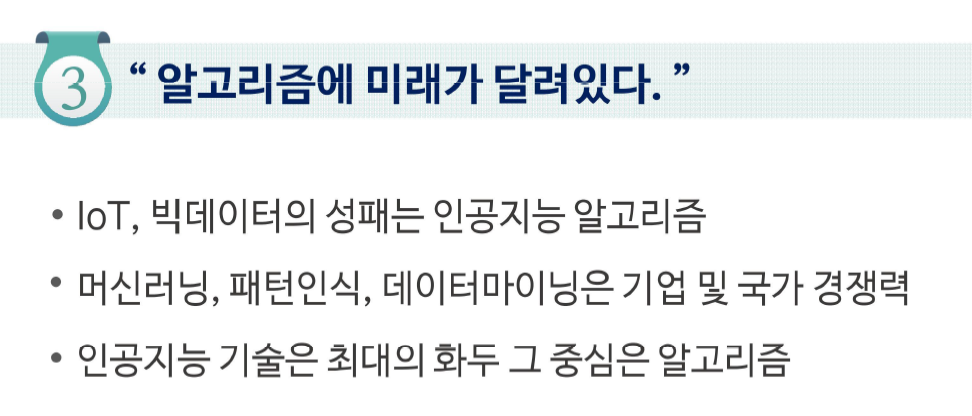 3 “ 알고리즘에 미래가 달려있다. ”
• IoT, 빅데이터의 성패는 인공지능 알고리즘
• 머신러닝, 패턴인식, 데이터마이닝은 기업 및 국가 경쟁력
• 인공지능 기술은 최대의 화두 그 중심은 알고리즘